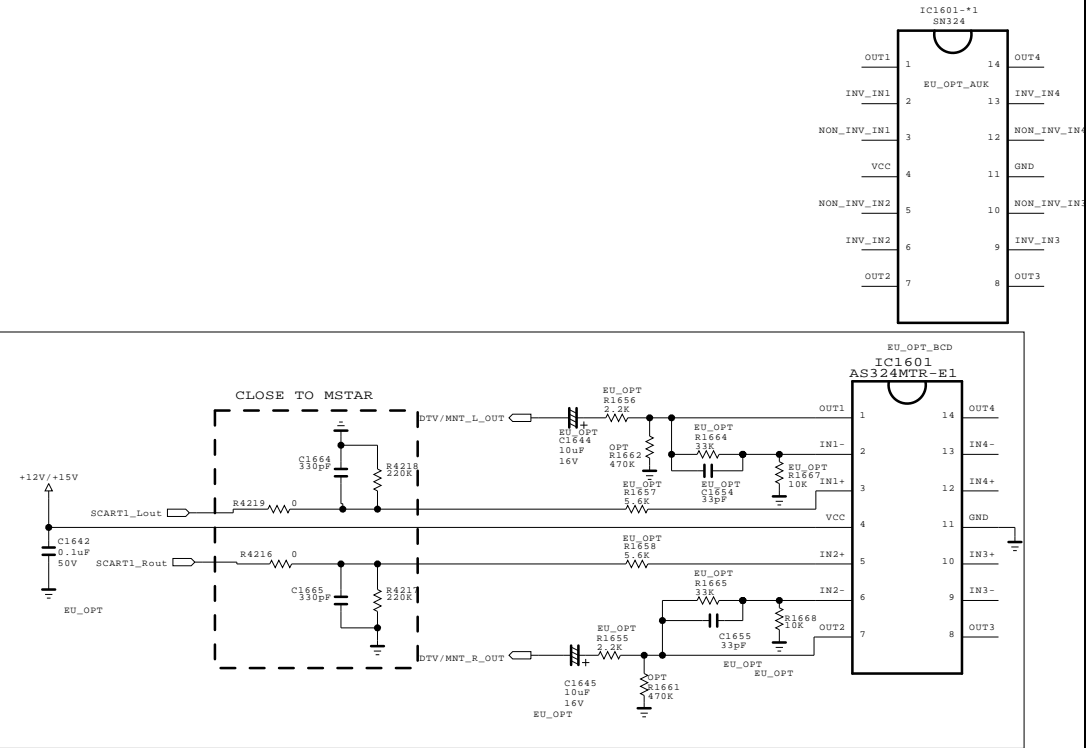 IC1601-*1
SN324
OUT1
1
14
OUT4
EU_OPT_AUK
INV_IN1
2
13
INV_IN4
NON_INV_IN1
3
12
NON_INV_IN4
VCC
4
11
GND
NON_INV_IN2
5
10
NON_INV_IN3
INV_IN2
6
9
INV_IN3
OUT2
7
8
OUT3
EU_OPT_BCD
IC1601
AS324MTR-E1
CLOSE TO MSTAR
DTV/MNT_L_OUT
EU_OPT
C1644
10uF
16V
EU_OPT
R1656
2.2K
OPT
R1662
470K
EU_OPT
R1664
33K
EU_OPT
C1654
33pF
EU_OPT
R1667
10K
EU_OPT
R1657
5.6K
OUT1
1
14
OUT4
IN1-
2
13
IN4-
IN1+
3
12
IN4+
VCC
4
11
GND
IN2+
5
10
IN3+
IN2-
6
9
IN3-
OUT2
7
8
OUT3
C1664
330pF
R4218
220K
+12V/+15V
R4219
0
SCART1_Lout
C1642
0.1uF
50V
EU_OPT
R4216
0
SCART1_Rout
C1665
330pF
R4217
220K
EU_OPT
R1658
5.6K
EU_OPT
R1665
33K
C1655
33pF
EU_OPT
R1668
10K
EU_OPT
EU_OPT
R1655
2.2K
DTV/MNT_R_OUT
C1645
10uF
16V
EU_OPT
OPT
R1661
470K